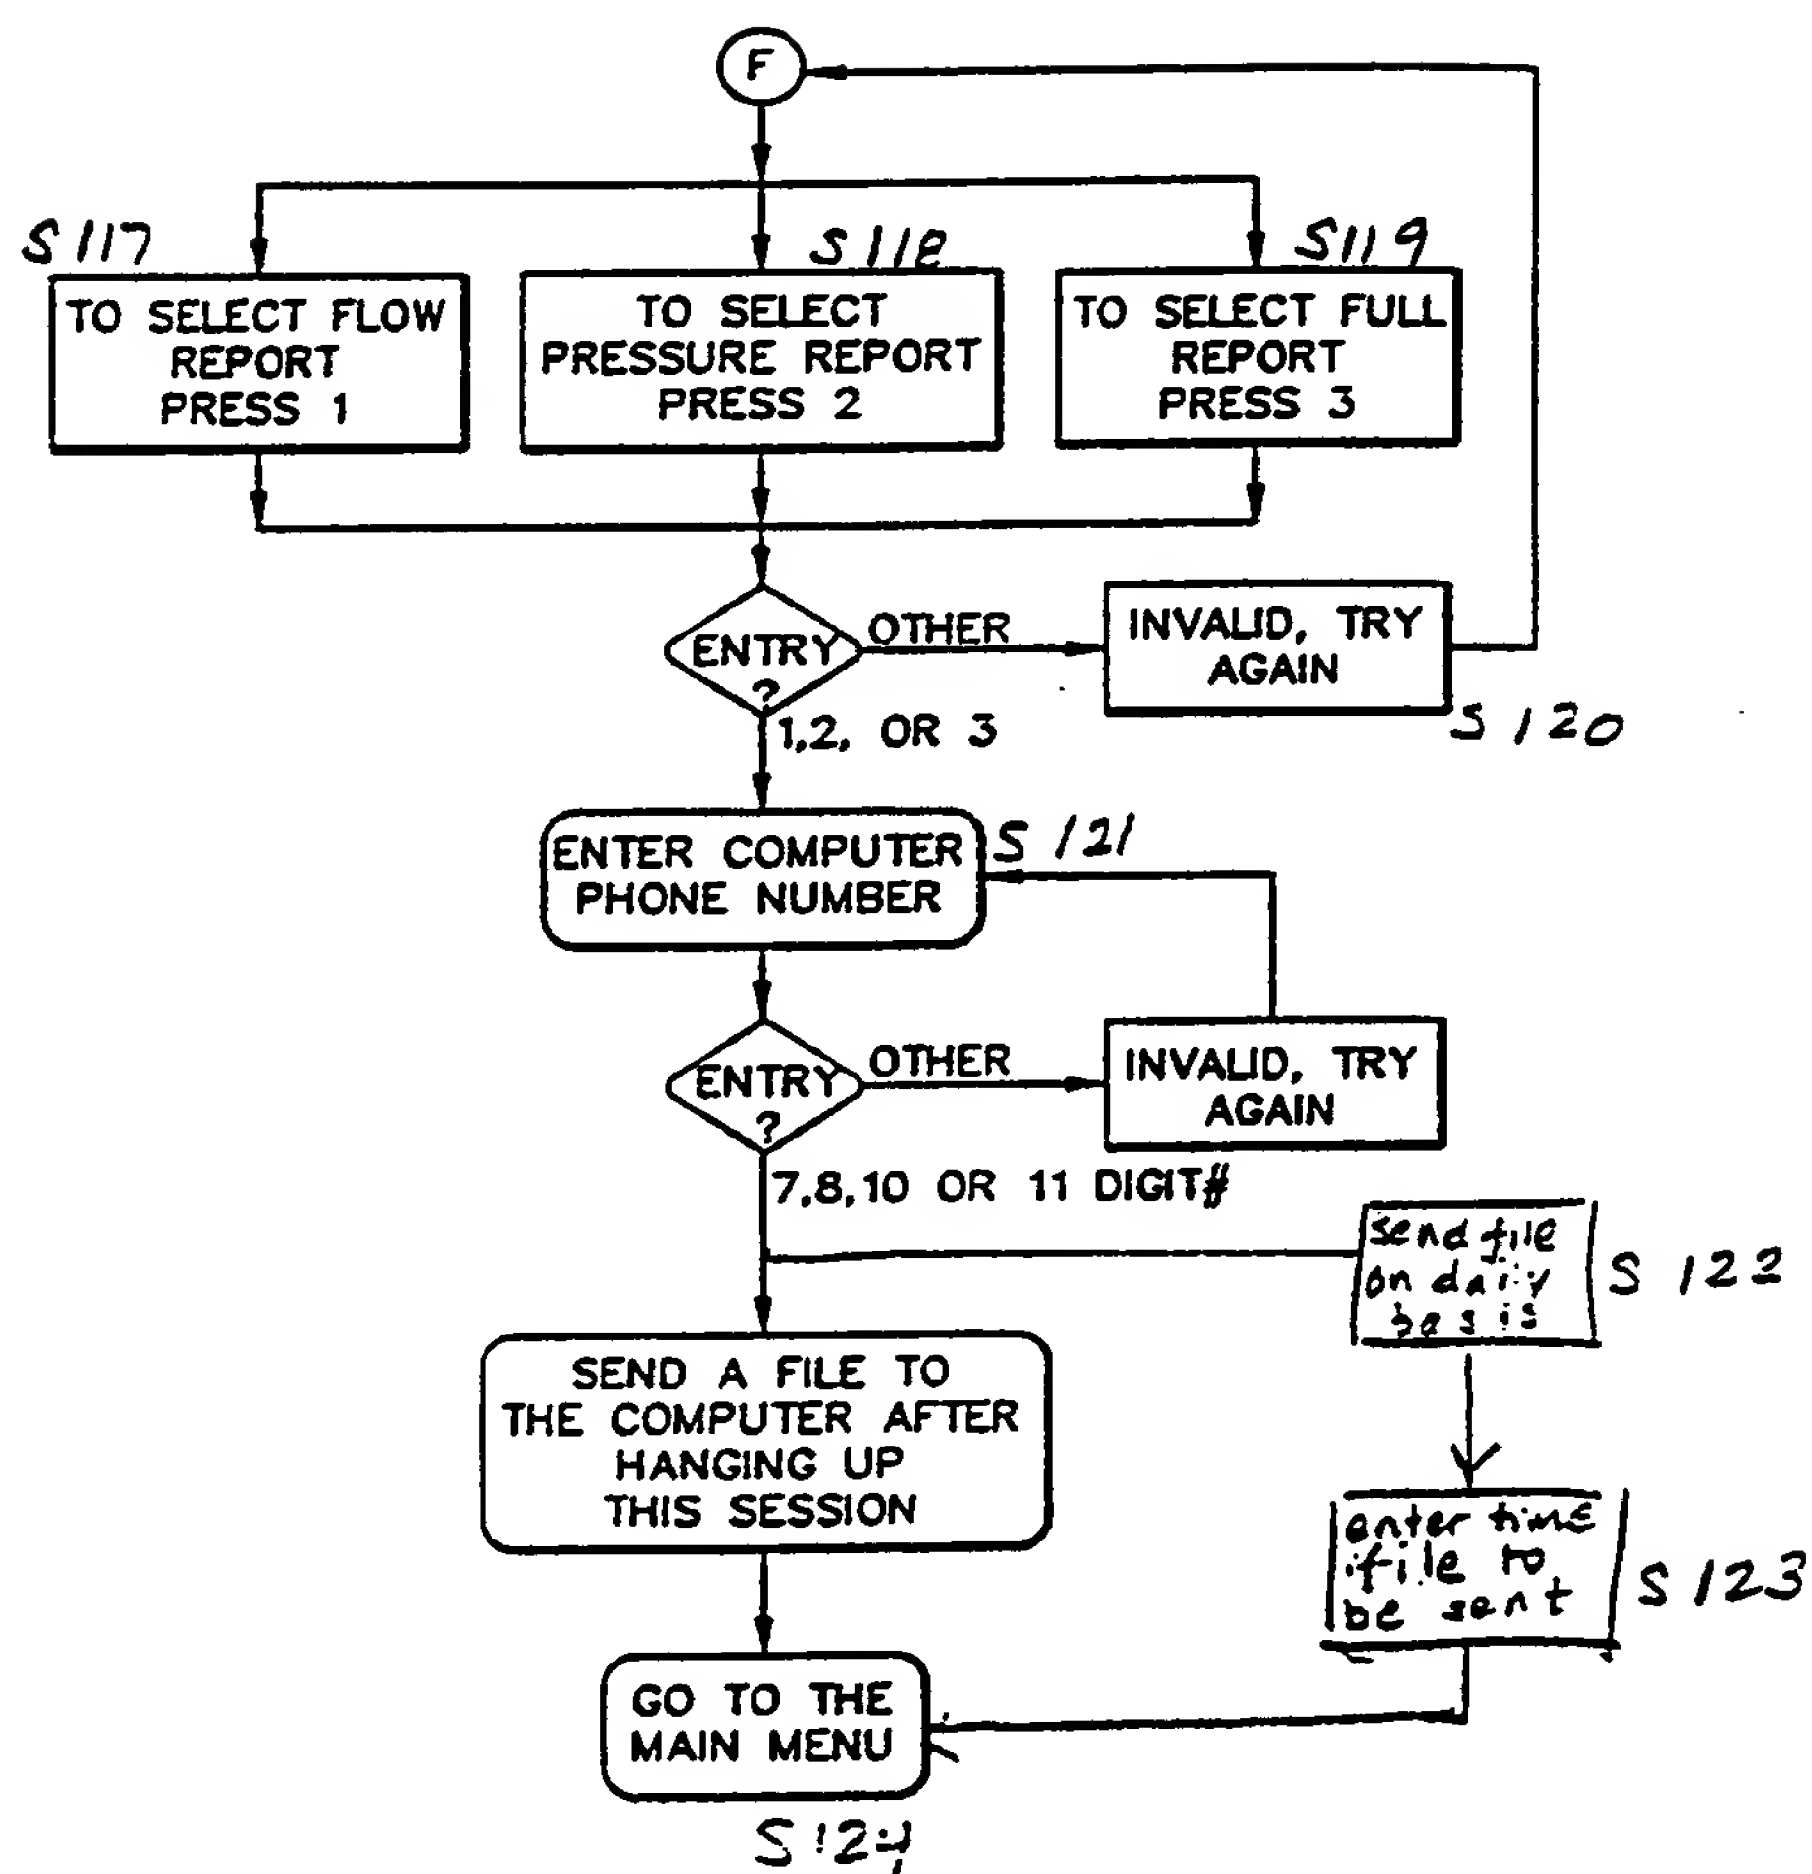 F
S117
TO SELECT FLOW
REPORT
PRESS 1
S118
TO SELECT
PRESSURE REPORT
PRESS 2
S119
TO SELECT FULL
REPORT
PRESS 3
ENTRY
?
OTHER
INVALID, TRY
AGAIN
S120
1,2, OR 3
ENTER COMPUTER
PHONE NUMBER
S121
ENTRY
?
OTHER
INVALID, TRY
AGAIN
7,8,10 OR 11 DIGIT#
send file
on daily
basis
S122
SEND A FILE TO
THE COMPUTER AFTER
HANGING UP
THIS SESSION
enter time
if file to
be sent
S123
GO TO THE
MAIN MENU
S124